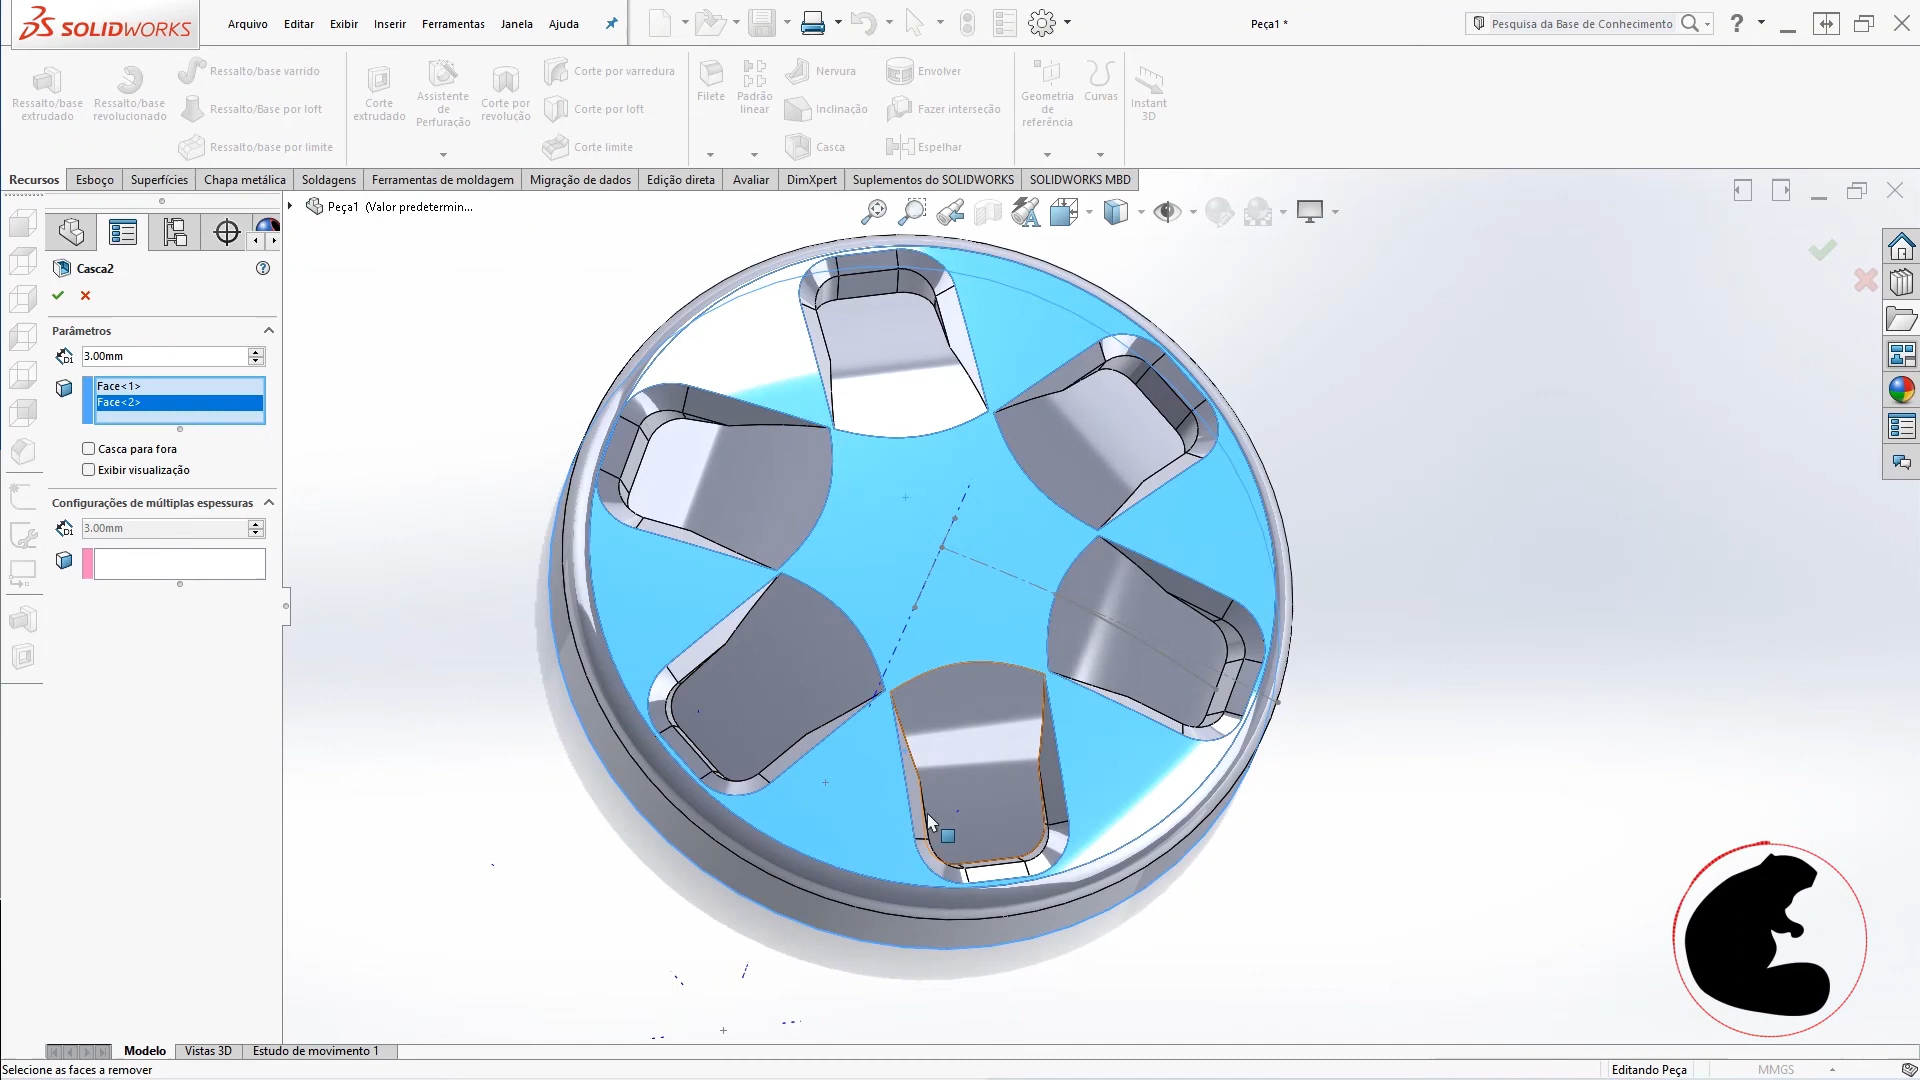 SOLIDWORKS
Arquivo Editar Exibir Inserir Ferramentas Janela Ajuda
Peça1 *
Pesquisa da Base de Conhecimento
Ressalto/base extrudado
Ressalto/base revolucionado
Ressalto/base varrido
Ressalto/Base por loft
Ressalto/base por limite
Corte extrudado
Assistente de Perfuração
Corte por revolução
Corte por varredura
Corte por loft
Corte limite
Filete
Padrão linear
Nervura
Inclinação
Casca
Envolver
Fazer interseção
Espelhar
Geometria de referência
Curvas
Instant 3D
Recursos Esboço Superfícies Chapa metálica Soldagens Ferramentas de moldagem Migração de dados Edição direta Avaliar DimXpert Suplementos do SOLIDWORKS SOLIDWORKS MBD
Peça1 (Valor predetermin...
Casca2
Parâmetros
D1
3.00mm
Face<1>
Face<2>
Casca para fora
Exibir visualização
Configurações de múltiplas espessuras
D1
3.00mm
Modelo Vistas 3D Estudo de movimento 1
Selecione as faces a remover
Editando Peça
MMGS